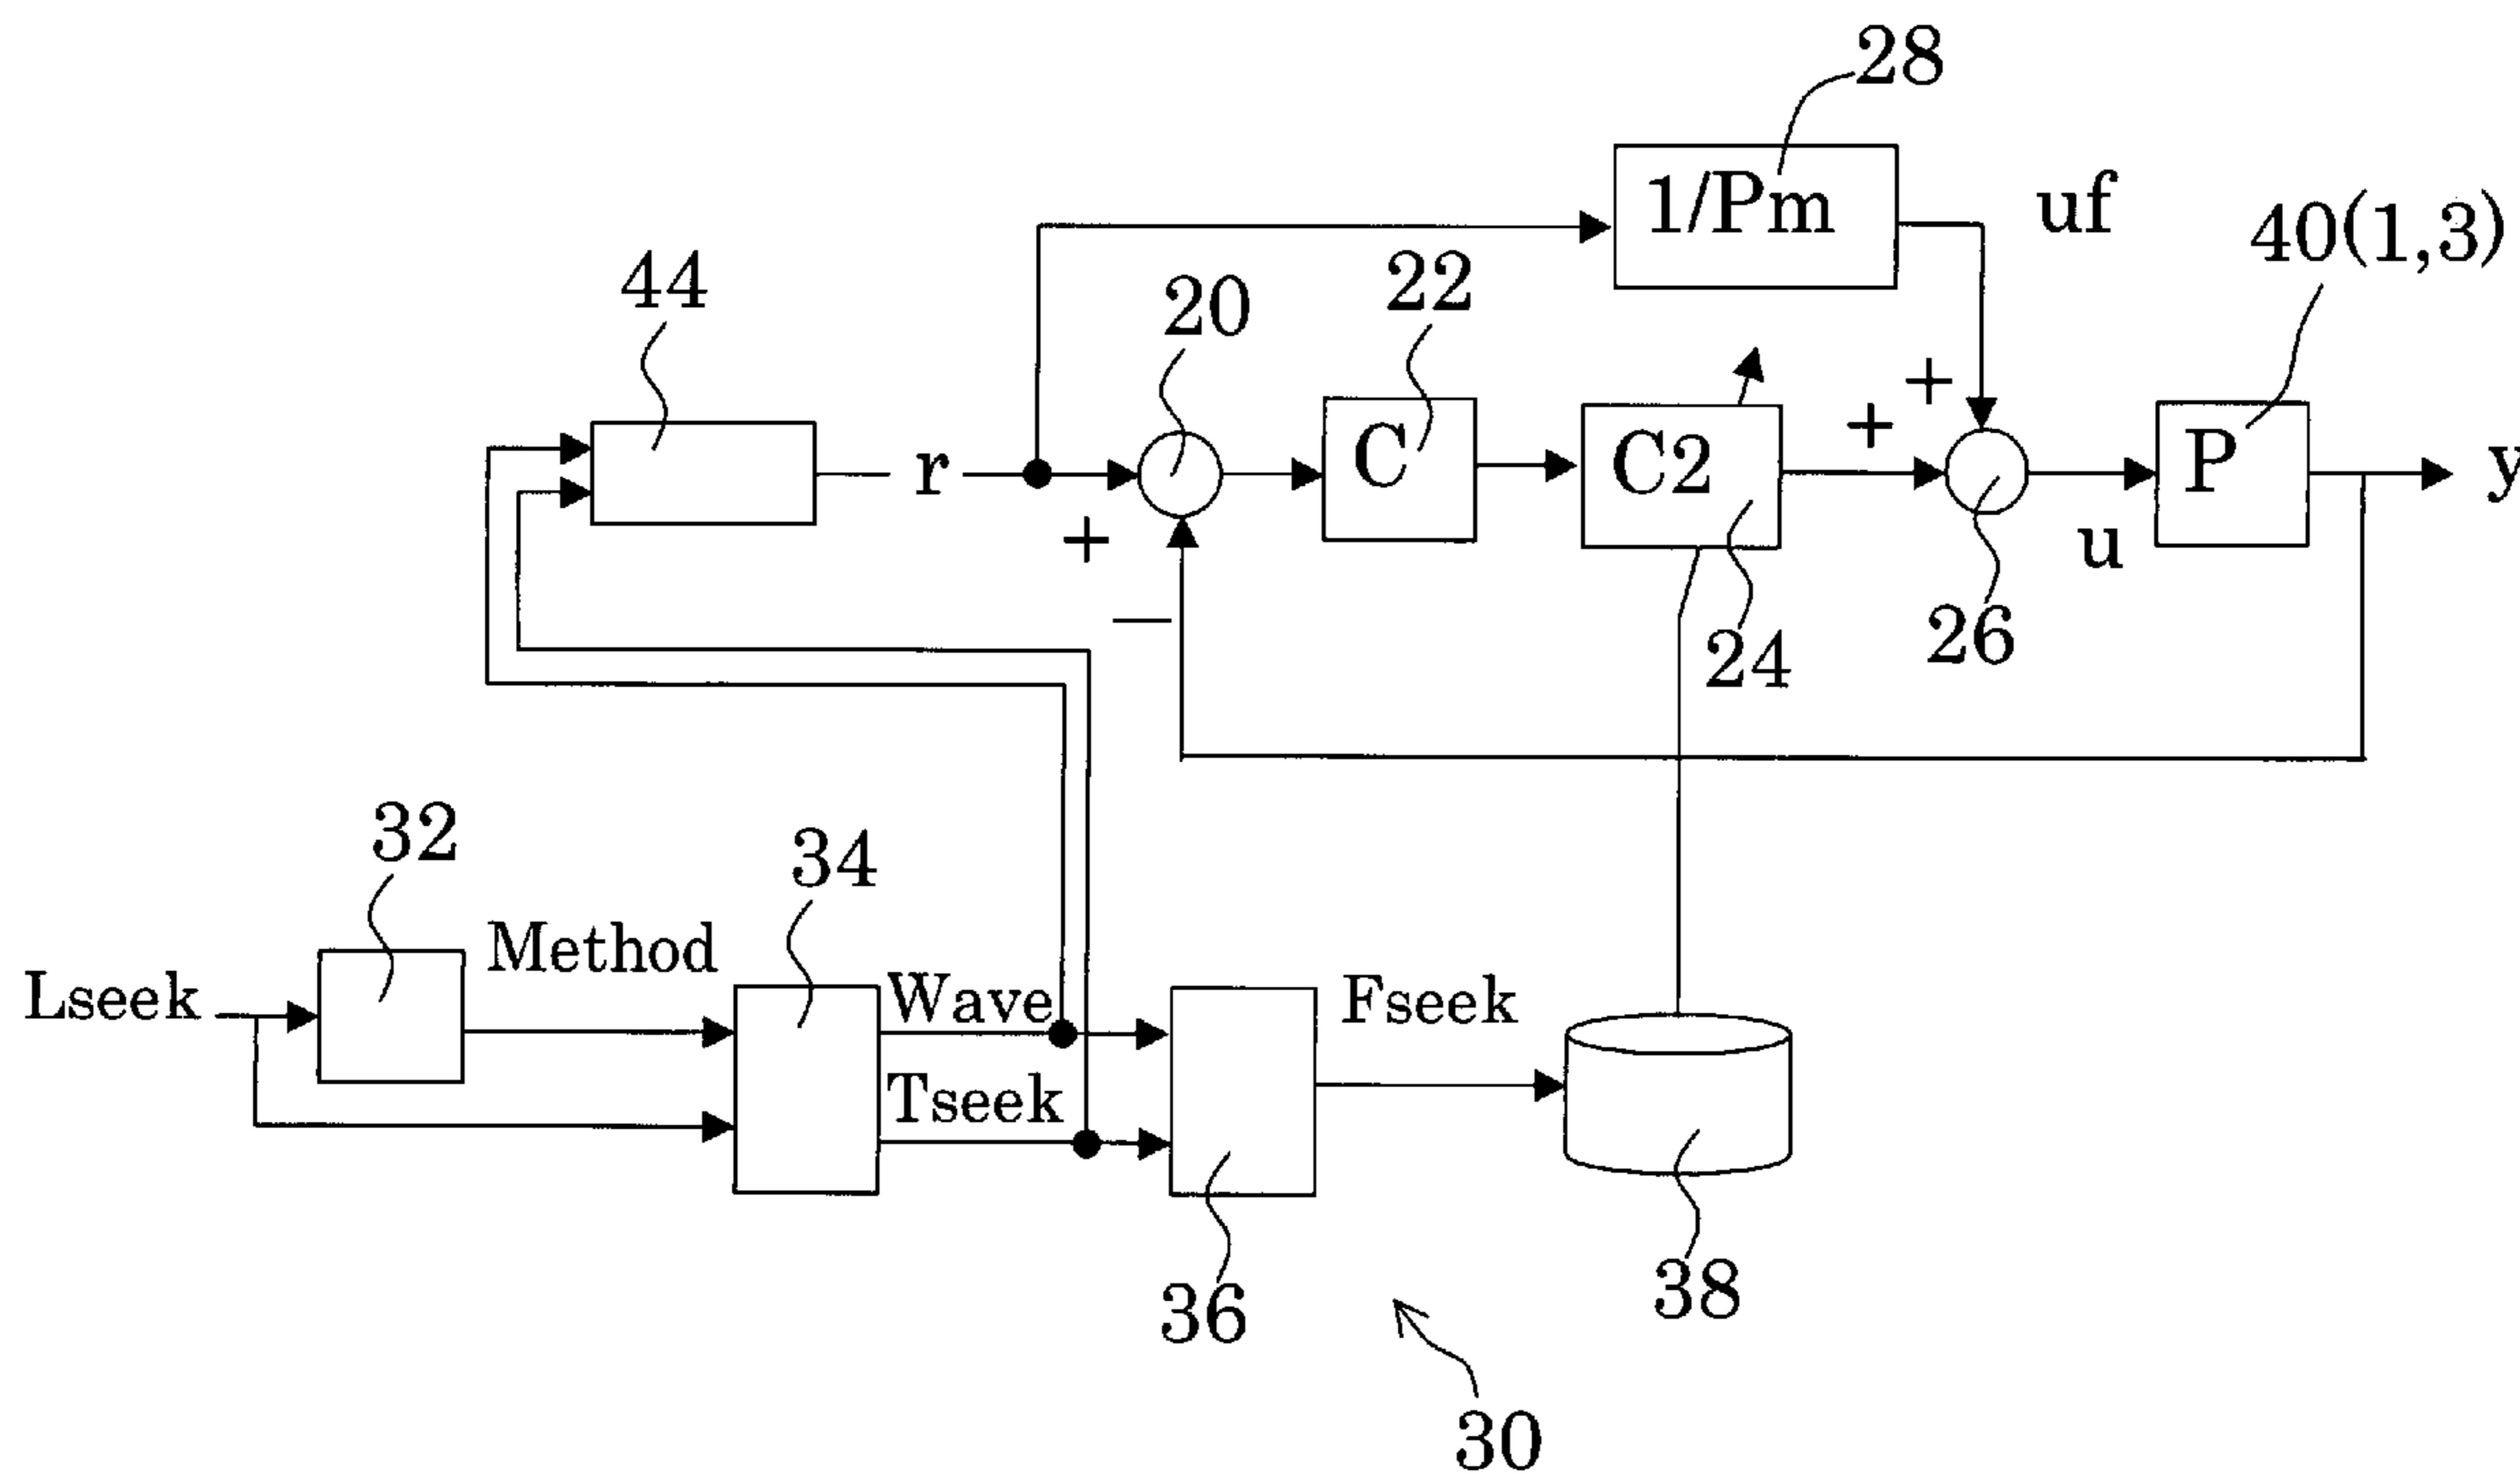 28
1/Pm
uf
40(1,3)
44
20
22
+
r
C
C2
+
P
y
+
u
−
24
26
32
34
Method
Lseek
Wave
Fseek
Tseek
36
38
30